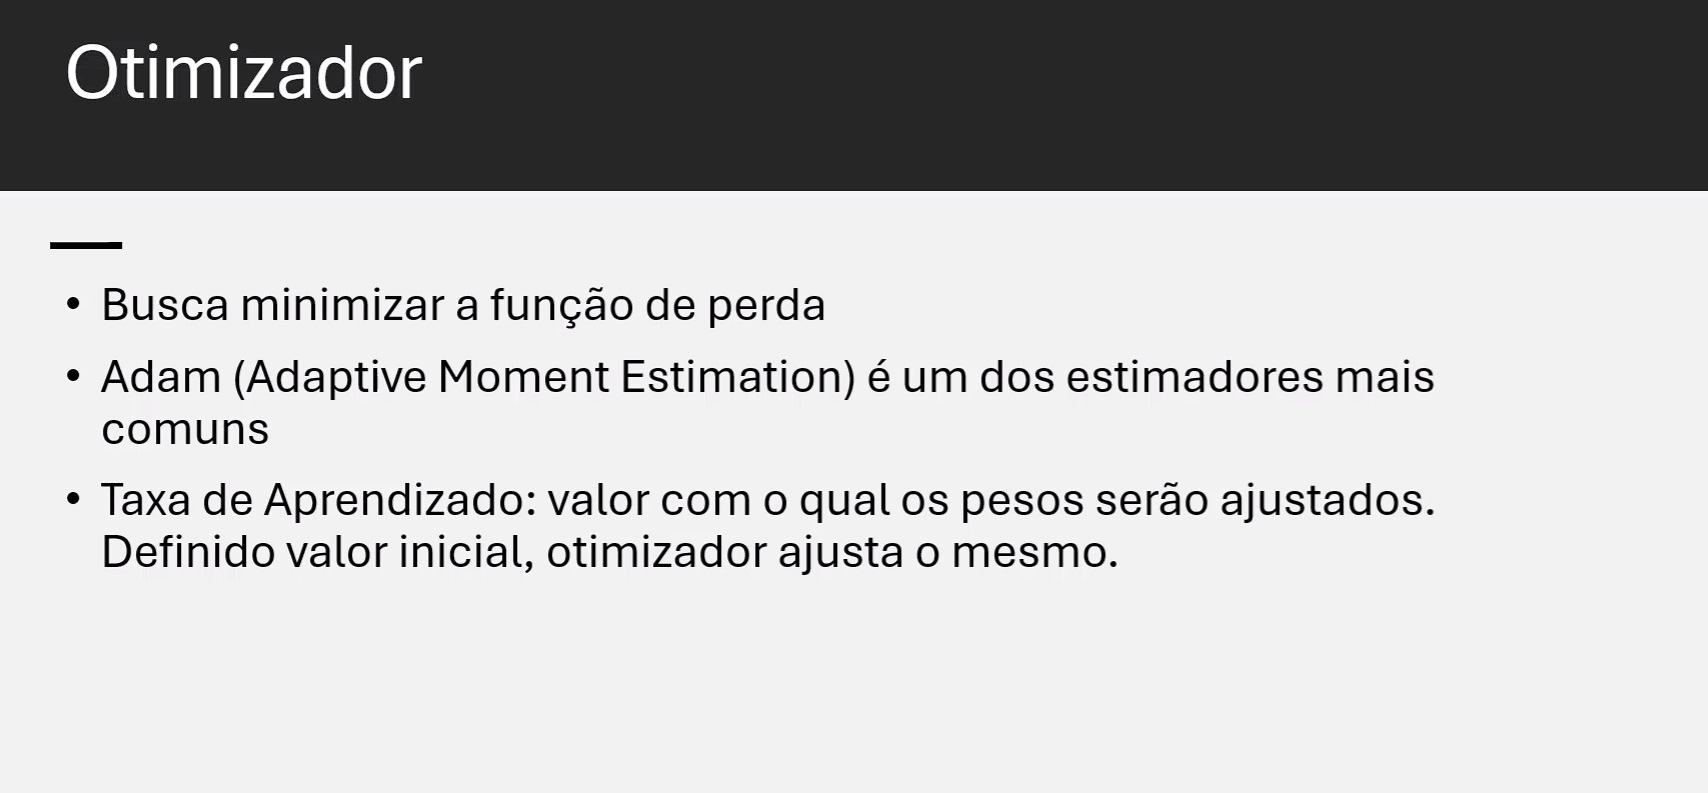 Otimizador
• Busca minimizar a função de perda
• Adam (Adaptive Moment Estimation) é um dos estimadores mais
comuns
• Taxa de Aprendizado: valor com o qual os pesos serão ajustados.
Definido valor inicial, otimizador ajusta o mesmo.